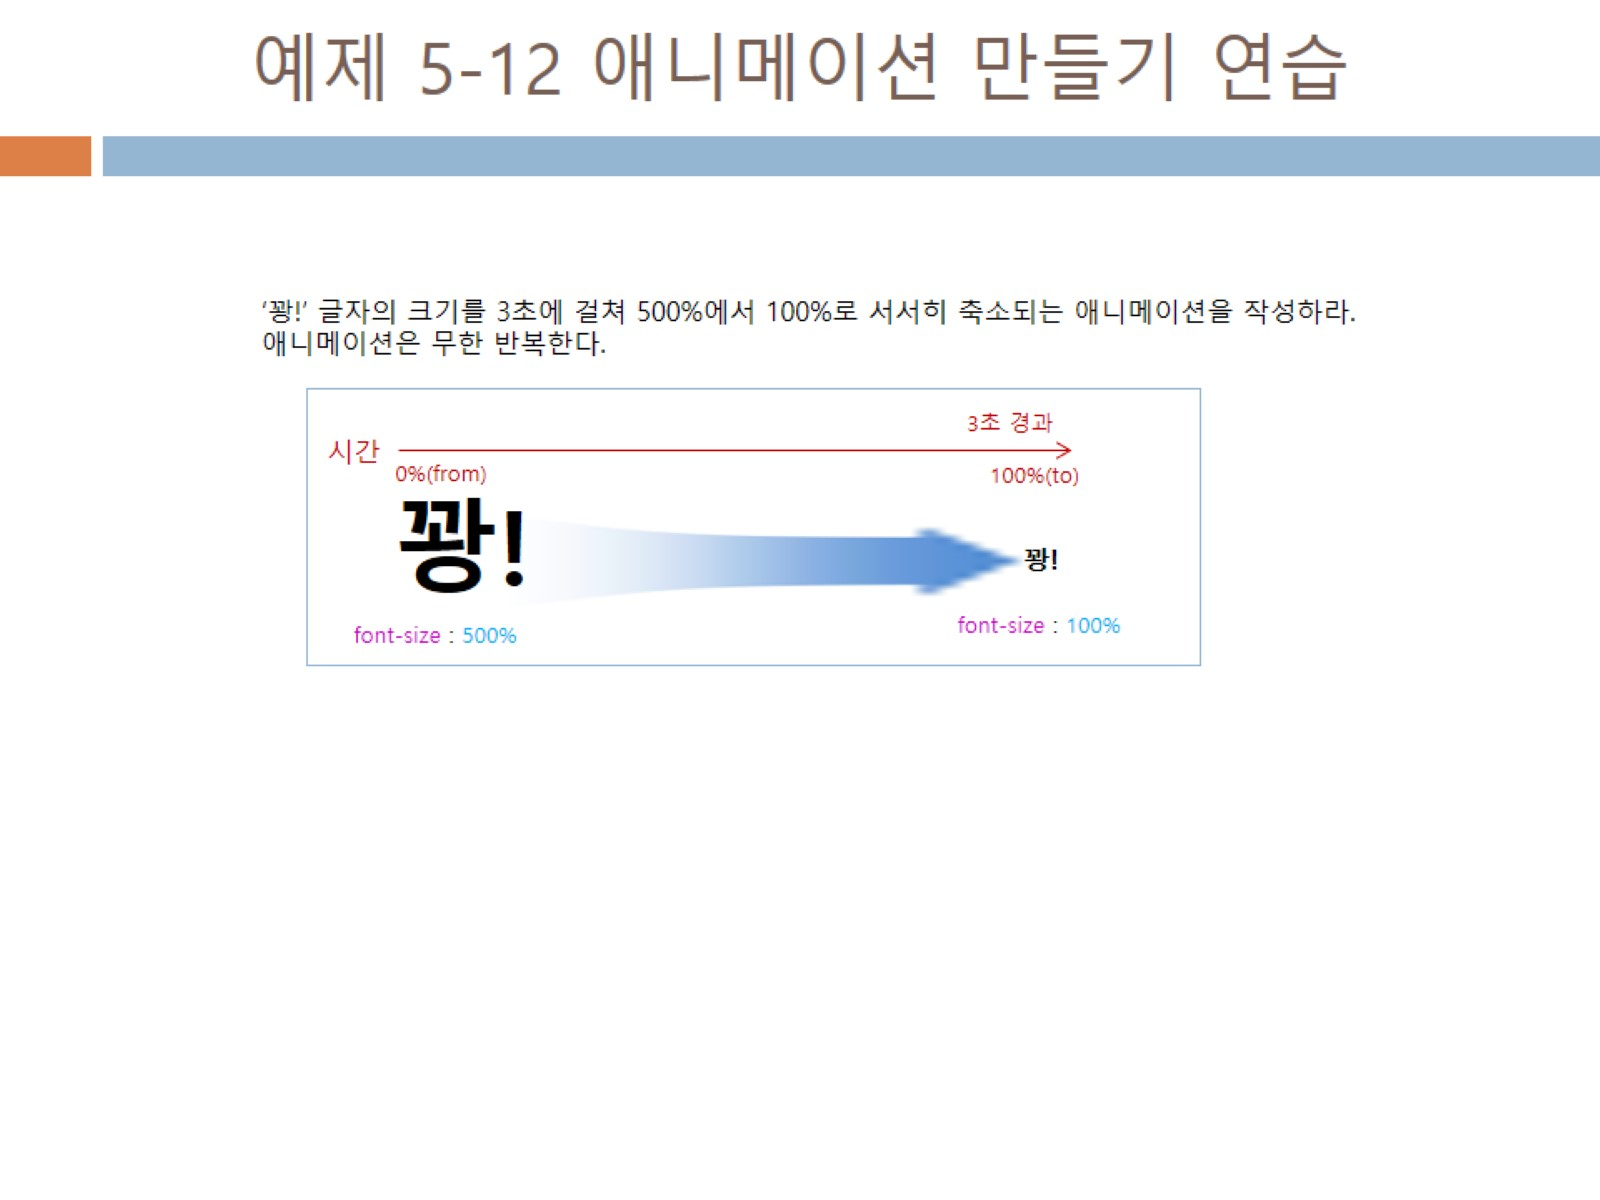 예제 5-12 애니메이션 만들기 연습
‘꽝!’ 글자의 크기를 3초에 걸쳐 500%에서 100%로 서서히 축소되는 애니메이션을 작성하라.
애니메이션은 무한 반복한다.
3초 경과
시간
0%(from)
100%(to)
꽝!
꽝!
font-size : 500%
font-size : 100%